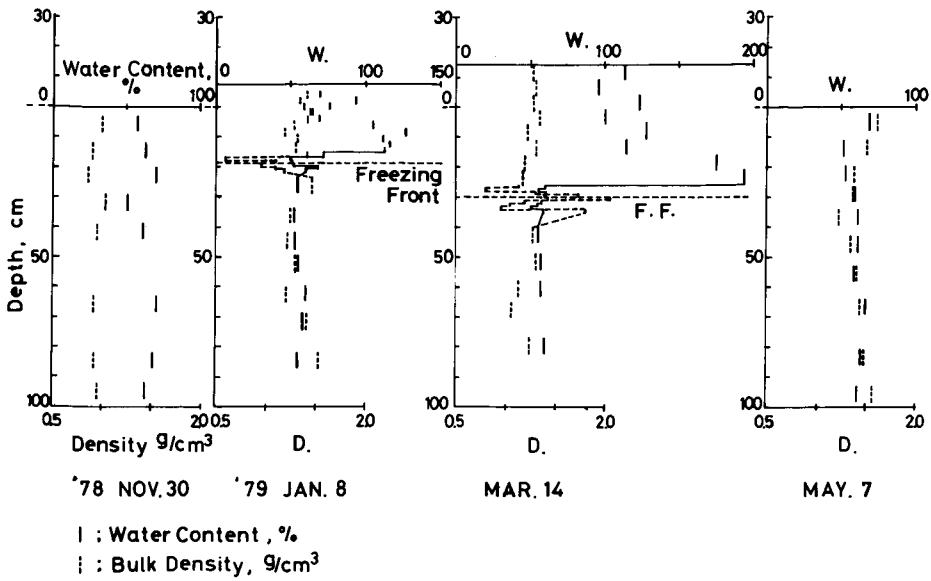 30 30 30 30
W. W.
0 100 150 0 100 200
Water Content, %
0 100 0 0 0 100
W.
Freezing Front
F. F.
Depth, cm
50 50 50 50
100 100 100 100
0.5 2.0 0.5 2.0 0.5 2.0 0.5 2.0
Density g/cm³ D. D. D.
'78 NOV.30 '79 JAN. 8 MAR. 14 MAY. 7
| : Water Content , %
¦ : Bulk Density, g/cm³